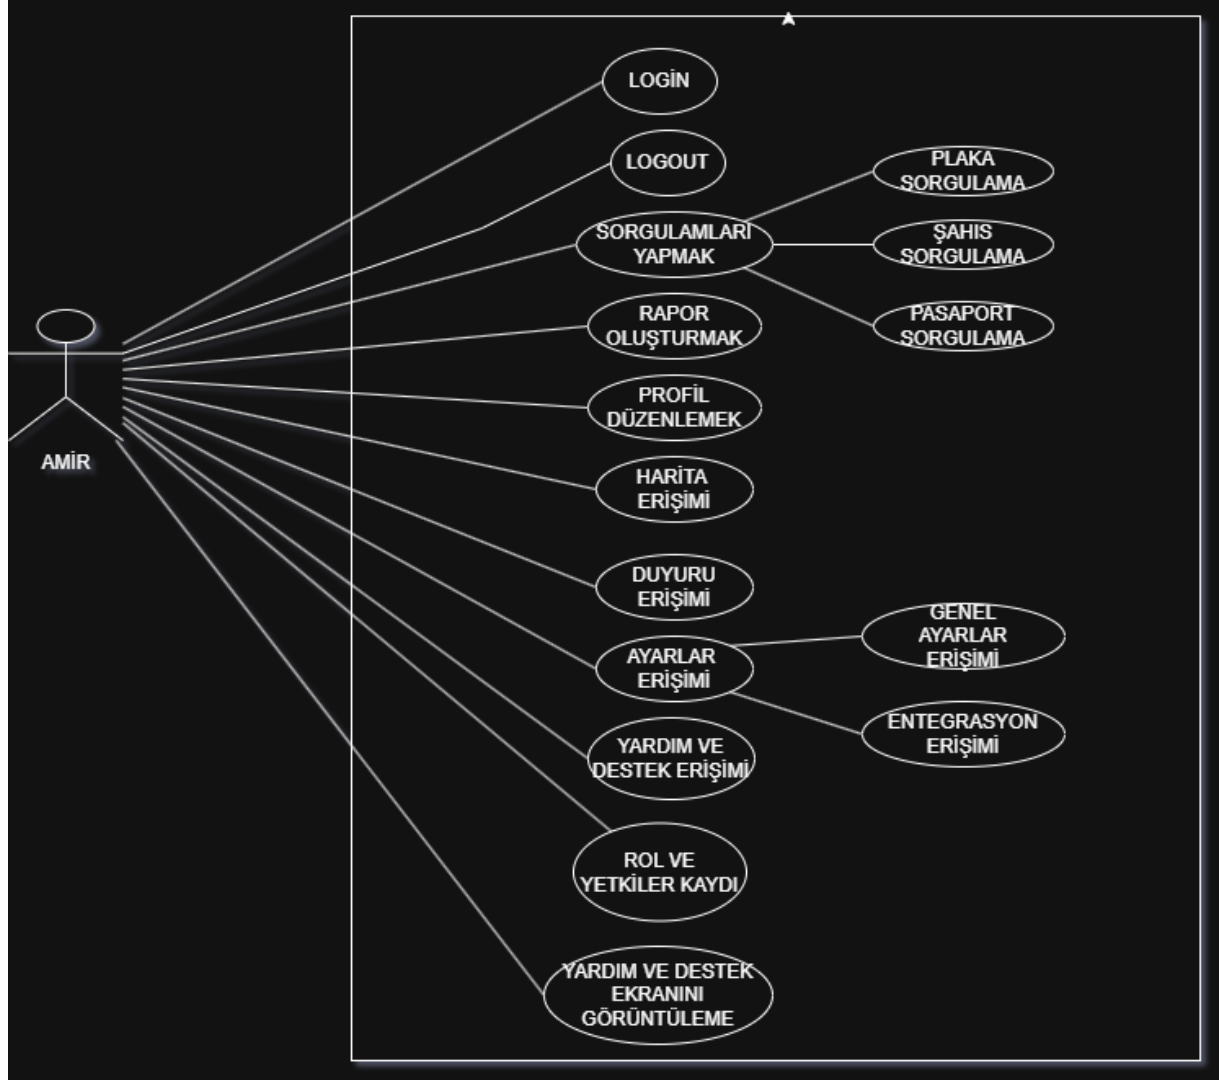 LOGİN
LOGOUT
SORGULAMLARI
YAPMAK
PLAKA
SORGULAMA
ŞAHIS
SORGULAMA
PASAPORT
SORGULAMA
RAPOR
OLUŞTURMAK
PROFİL
DÜZENLEMEK
HARİTA
ERİŞİMİ
AMİR
DUYURU
ERİŞİMİ
AYARLAR
ERİŞİMİ
GENEL
AYARLAR
ERİŞİMİ
ENTEGRASYON
ERİŞİMİ
YARDIM VE
DESTEK ERİŞİMİ
ROL VE
YETKİLER KAYDI
YARDIM VE DESTEK
EKRANINI
GÖRÜNTÜLEME